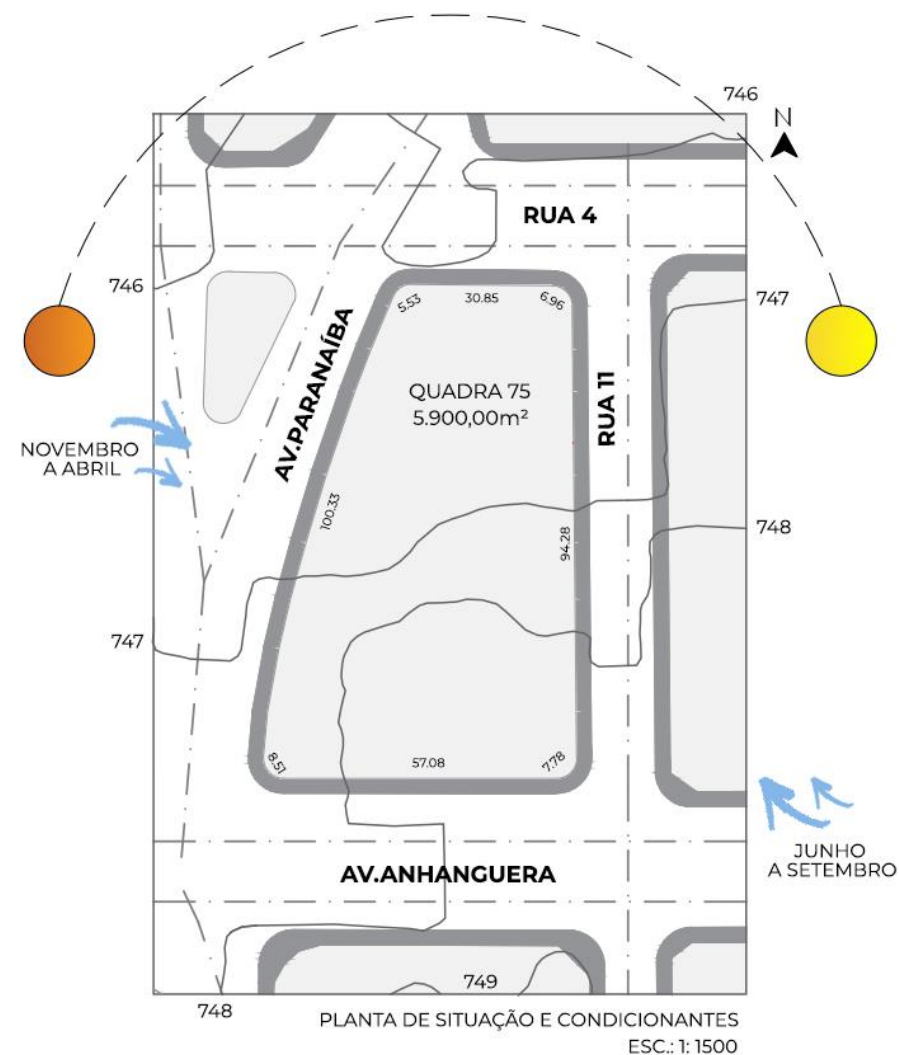 746
N
RUA 4
746
747
5.53
30.85
6.96
AV.PARANAÍBA
QUADRA 75
5.900,00m²
RUA 11
NOVEMBRO
A ABRIL
100.33
94.28
748
747
8.51
57.08
7.78
JUNHO
A SETEMBRO
AV.ANHANGUERA
749
748
PLANTA DE SITUAÇÃO E CONDICIONANTES
ESC.: 1: 1500